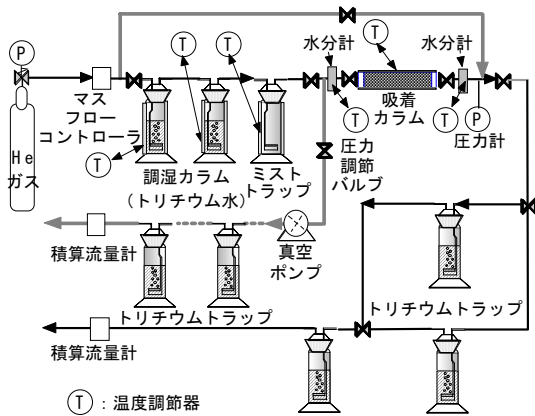 P
T
T
T
水分計
水分計
マス
フロー
コントローラ
He
ガス
T
調湿カラム
(トリチウム水)
ミスト
トラップ
T
圧力
調節
バルブ
吸着
カラム
T
P
圧力計
積算流量計
真空
ポンプ
トリチウムトラップ
トリチウムトラップ
積算流量計
T：温度調節器